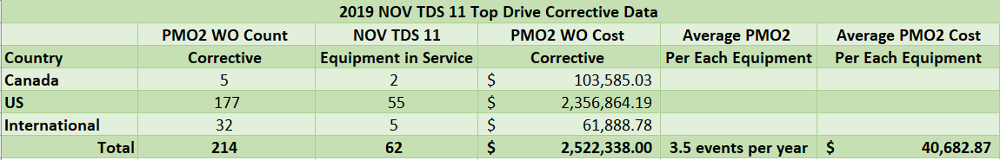 2019 NOV TDS 11 Top Drive Corrective Data
PMO2 WO Count NOV TDS 11 PMO2 WO Cost Average PMO2 Average PMO2 Cost
Country Corrective Equipment in Service Corrective Per Each Equipment Per Each Equipment
Canada 5 2 $ 103,585.03
US 177 55 $ 2,356,864.19
International 32 5 $ 61,888.78
Total 214 62 $ 2,522,338.00 3.5 events per year $ 40,682.87